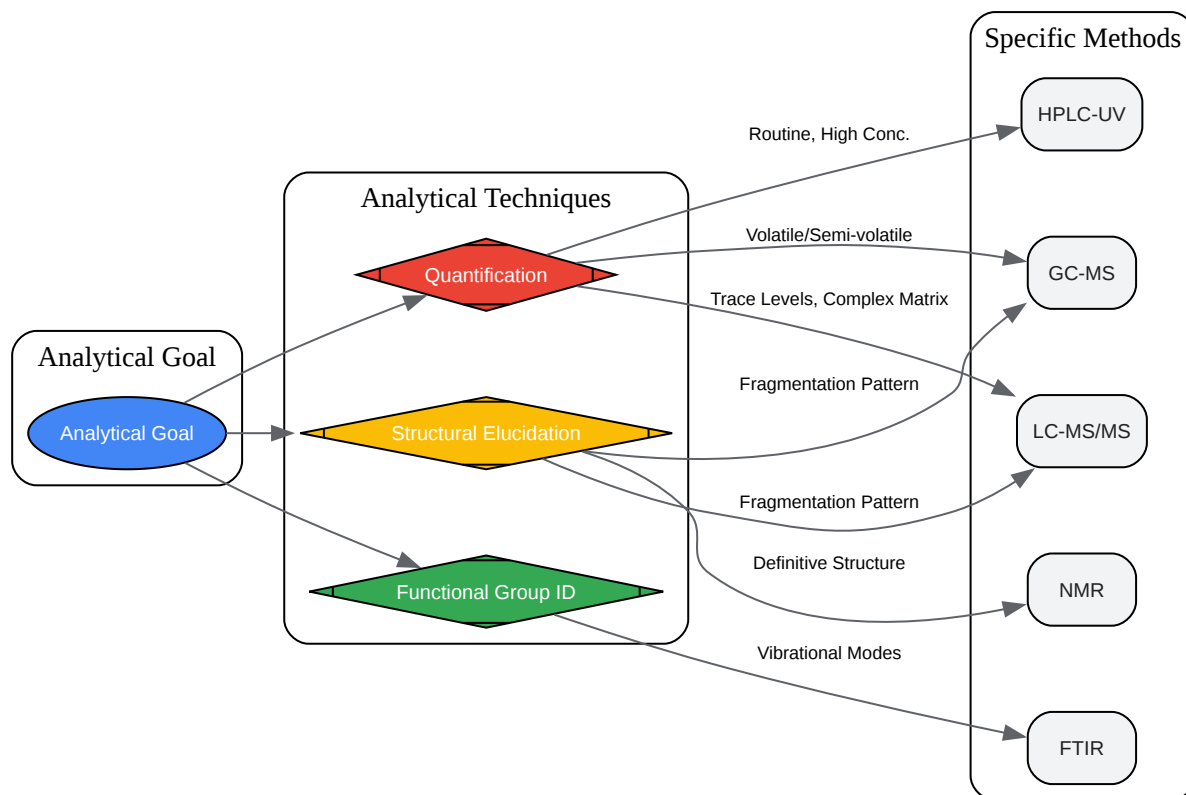 Specific Methods
HPLC-UV
Routine, High Conc.
Analytical Techniques
Volatile/Semi-volatile
Quantification
GC-MS
Trace Levels, Complex Matrix
Analytical Goal
Fragmentation Pattern
Analytical Goal
Structural Elucidation
LC-MS/MS
Fragmentation Pattern
Definitive Structure
Functional Group ID
NMR
Vibrational Modes
FTIR